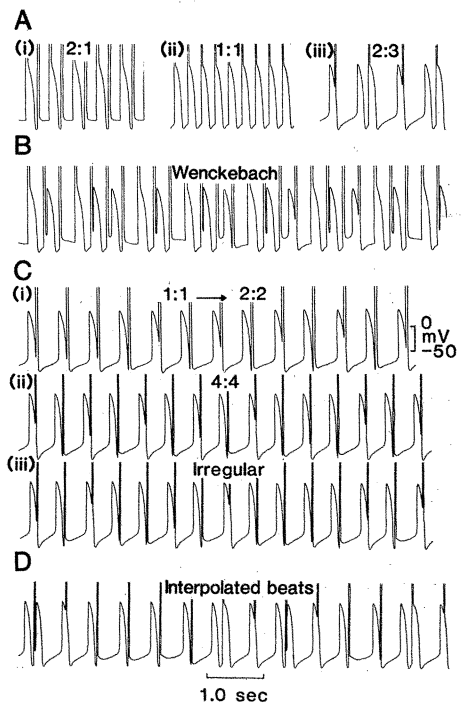 A
(i) 2:1 (ii) 1:1 (iii) 2:3
B
Wenckebach
C
(i) 1:1 → 2:2
0
mV
-50
(ii) 4:4
(iii) Irregular
D
Interpolated beats
1.0 sec